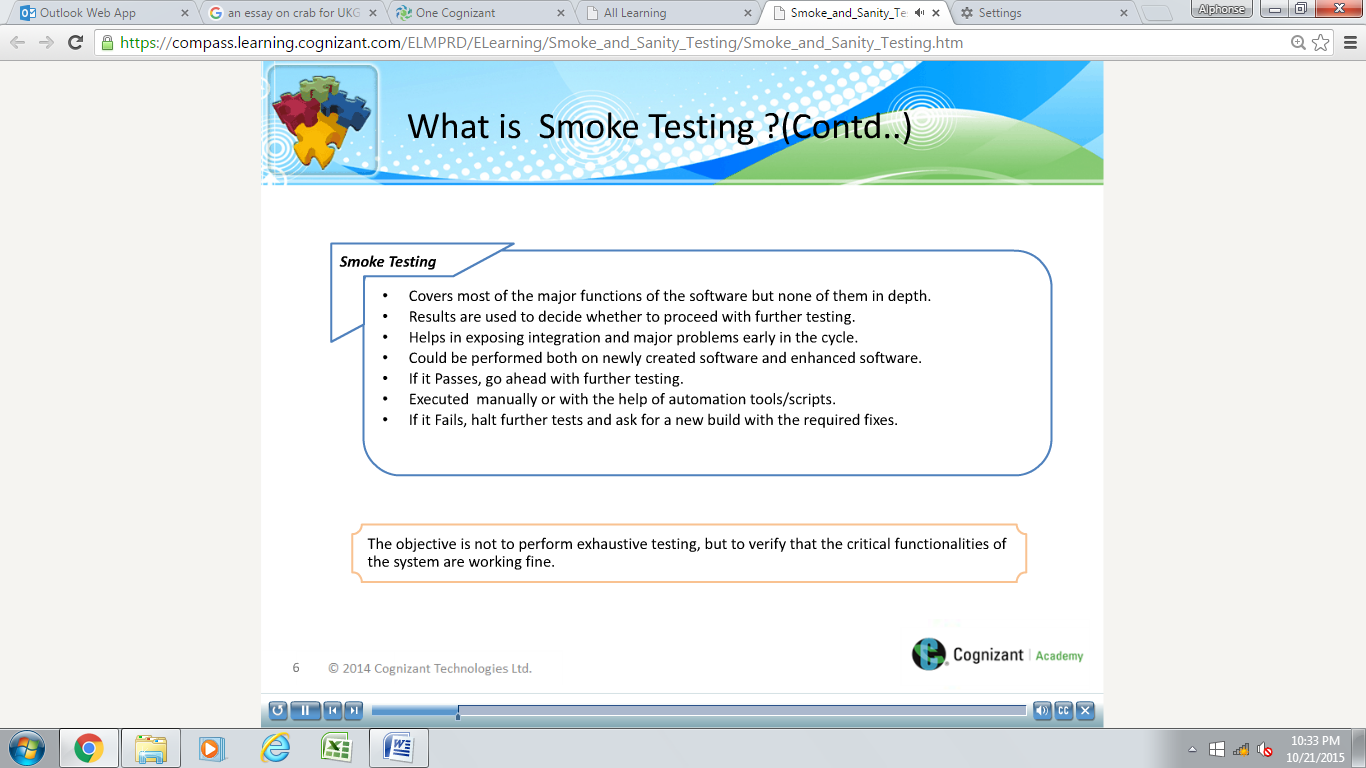 Outlook Web App
an essay on crab for UKG
One Cognizant
All Learning
Smoke_and_Sanity_Te
Settings
Alphonse
https://compass.learning.cognizant.com/ELMPRD/ELearning/Smoke_and_Sanity_Testing/Smoke_and_Sanity_Testing.htm
What is Smoke Testing ?(Contd..)
Smoke Testing
• Covers most of the major functions of the software but none of them in depth.
• Results are used to decide whether to proceed with further testing.
• Helps in exposing integration and major problems early in the cycle.
• Could be performed both on newly created software and enhanced software.
• If it Passes, go ahead with further testing.
• Executed manually or with the help of automation tools/scripts.
• If it Fails, halt further tests and ask for a new build with the required fixes.
The objective is not to perform exhaustive testing, but to verify that the critical functionalities of
the system are working fine.
6 © 2014 Cognizant Technologies Ltd.
Cognizant | Academy
CC
10:33 PM
10/21/2015